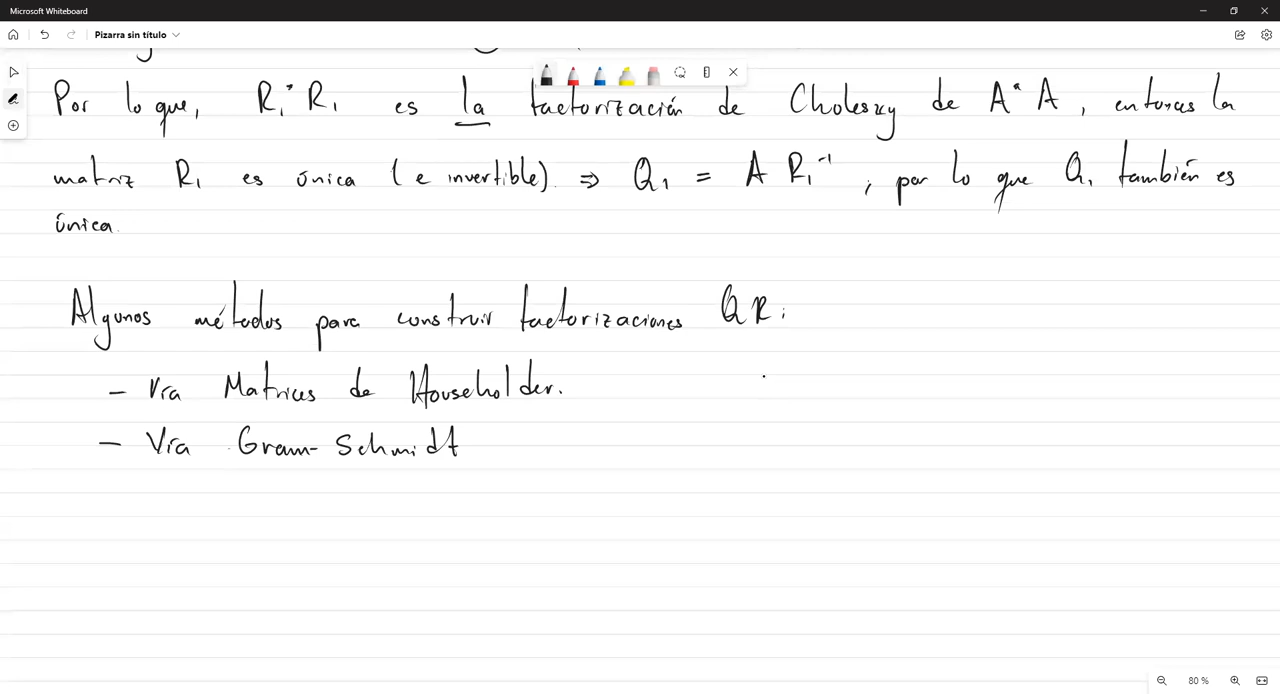 Microsoft Whiteboard
Pizarra sin título
Por lo que, R₁* R₁ es la factorización de Cholesky de A* A, entonces la
matriz R₁ es única (e invertible). ⇒ Q₁ = A R₁⁻¹, por lo que Q₁ también es
única.
Algunos métodos para construir factorizaciones QR:
- Vía Matrices de Householder.
- Vía Gram-Schmidt
80 %